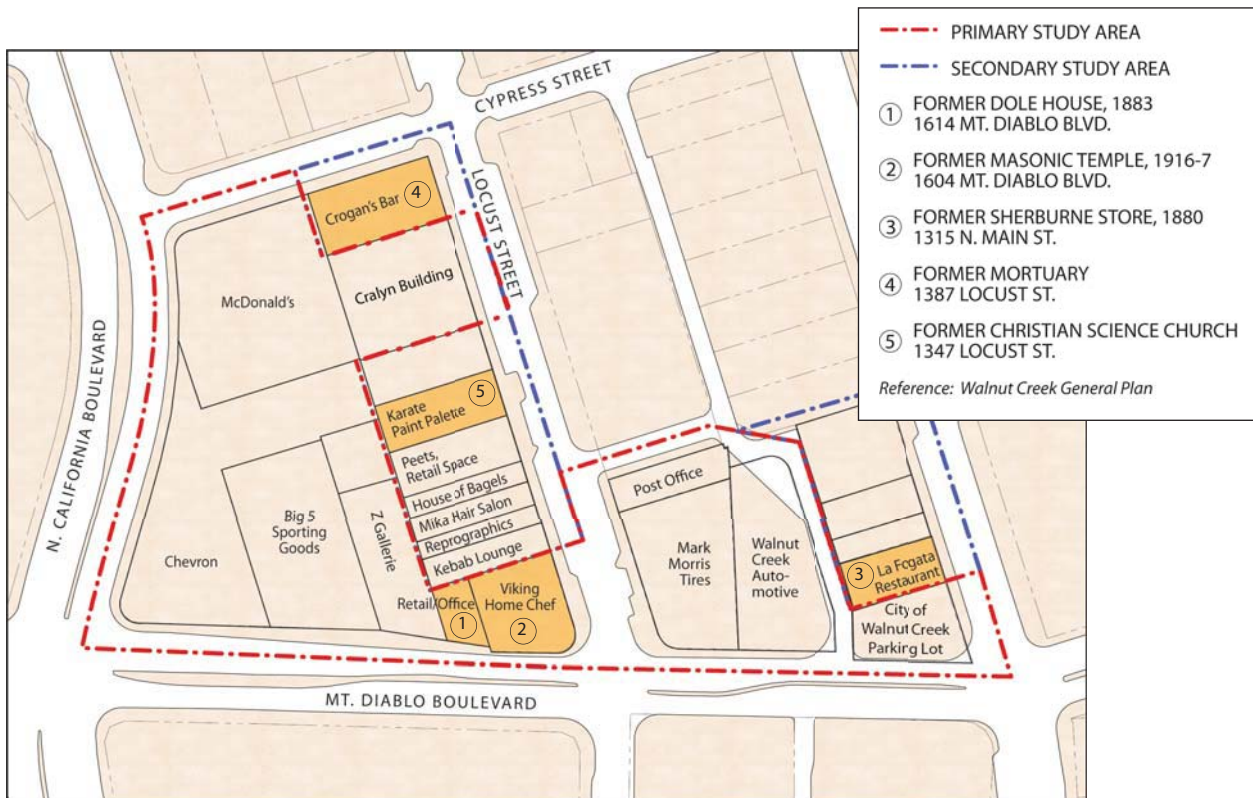 PRIMARY STUDY AREA
SECONDARY STUDY AREA
1 FORMER DOLE HOUSE, 1883
1614 MT. DIABLO BLVD.
2 FORMER MASONIC TEMPLE, 1916-7
1604 MT. DIABLO BLVD.
3 FORMER SHERBURNE STORE, 1880
1315 N. MAIN ST.
4 FORMER MORTUARY
1387 LOCUST ST.
5 FORMER CHRISTIAN SCIENCE CHURCH
1347 LOCUST ST.
Reference: Walnut Creek General Plan
CYPRESS STREET
LOCUST STREET
N. CALIFORNIA BOULEVARD
MT. DIABLO BOULEVARD
Crogan's Bar 4
McDonald's
Cralyn Building
Karate
Paint Palette
5
Peets,
Retail Space
House of Bagels
Mika Hair Salon
Reprographics
Kebab Lounge
Z Gallerie
Big 5
Sporting
Goods
Chevron
Retail/Office
1
Viking
Home Chef
2
Post Office
Mark
Morris
Tires
Walnut
Creek
Auto-
motive
3 La Fogata
Restaurant
City of
Walnut Creek
Parking Lot